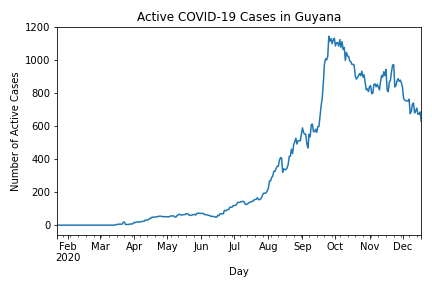 Active COVID-19 Cases in Guyana
Number of Active Cases
1200
1000
800
600
400
200
0
Feb Mar Apr May Jun Jul Aug Sep Oct Nov Dec
2020
Day